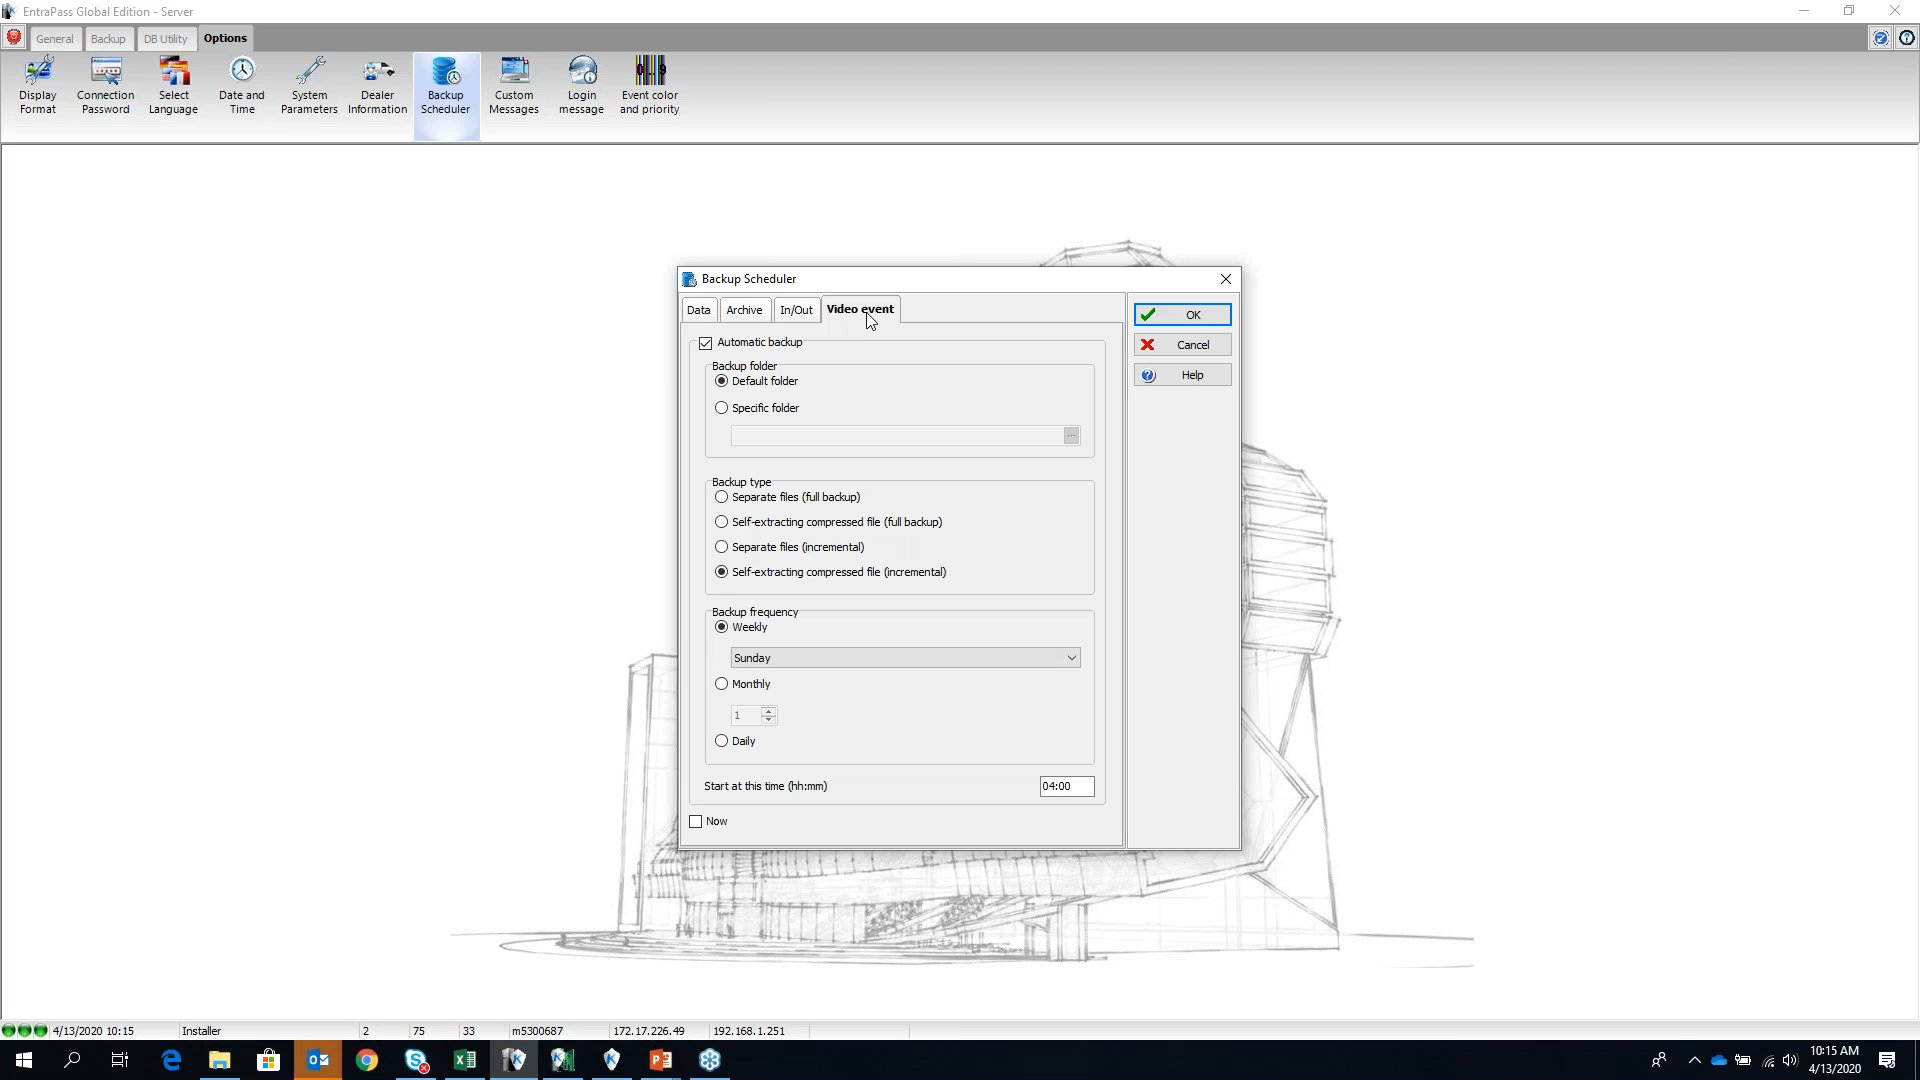 EntraPass Global Edition - Server
General
Backup
DB Utility
Options
Display Format
Connection Password
Select Language
Date and Time
System Parameters
Dealer Information
Backup Scheduler
Custom Messages
Login message
Event color and priority
Backup Scheduler
Data
Archive
In/Out
Video event
OK
Cancel
Help
Automatic backup
Backup folder
Default folder
Specific folder
...
Backup type
Separate files (full backup)
Self-extracting compressed file (full backup)
Separate files (incremental)
Self-extracting compressed file (incremental)
Backup frequency
Weekly
Sunday
Monthly
1
Daily
Start at this time (hh:mm)
04:00
Now
4/13/2020 10:15
Installer
2
75
33
m5300687
172.17.226.49
192.168.1.251
10:15 AM
4/13/2020